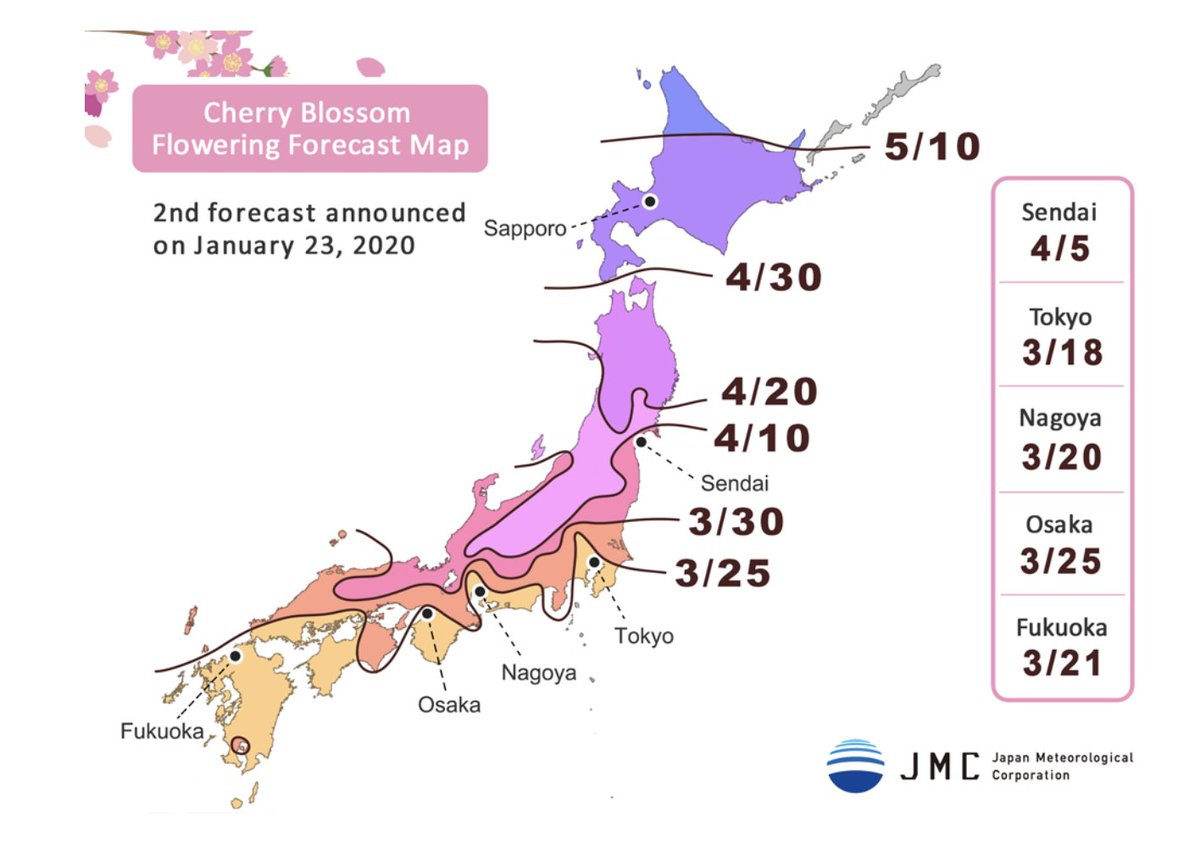 Cherry Blossom
Flowering Forecast Map
2nd forecast announced
on January 23, 2020
5/10
Sapporo
4/30
4/20
4/10
Sendai
3/30
3/25
Tokyo
Nagoya
Osaka
Fukuoka
Sendai
4/5
Tokyo
3/18
Nagoya
3/20
Osaka
3/25
Fukuoka
3/21
JMC
Japan Meteorological
Corporation